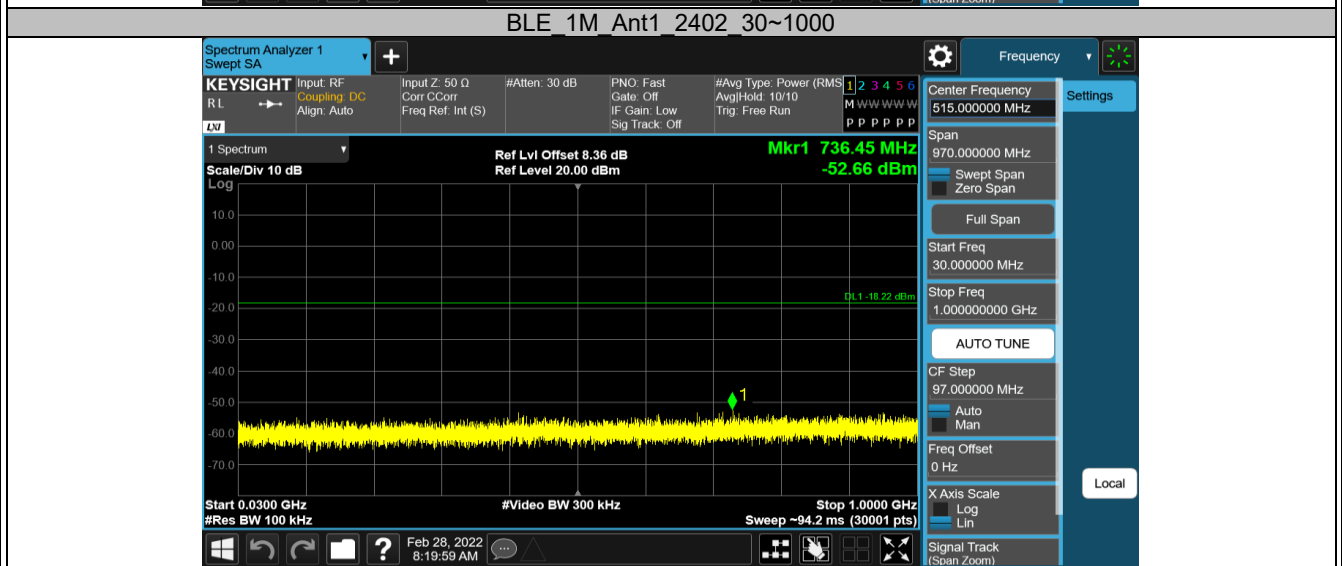 (Span Zoom)
BLE_1M_Ant1_2402_30~1000
Spectrum Analyzer 1
Swept SA
Frequency
KEYSIGHT
R L
LXI
Input: RF
Coupling: DC
Align: Auto
Input Z: 50 Ω
Corr CCorr
Freq Ref: Int (S)
#Atten: 30 dB
PNO: Fast
Gate: Off
IF Gain: Low
Sig Track: Off
#Avg Type: Power (RMS
Avg|Hold: 10/10
Trig: Free Run
1 2 3 4 5 6
M W W W W W
P P P P P P
1 Spectrum
Scale/Div 10 dB
Log
Ref Lvl Offset 8.36 dB
Ref Level 20.00 dBm
Mkr1 736.45 MHz
-52.66 dBm
10.0
0.00
-10.0
DL1 -18.22 dBm
-20.0
-30.0
-40.0
1
-50.0
-60.0
-70.0
Start 0.0300 GHz
#Video BW 300 kHz
Stop 1.0000 GHz
#Res BW 100 kHz
Sweep ~94.2 ms (30001 pts)
Feb 28, 2022
8:19:59 AM
Center Frequency
515.000000 MHz
Settings
Span
970.000000 MHz
Swept Span
Zero Span
Full Span
Start Freq
30.000000 MHz
Stop Freq
1.000000000 GHz
AUTO TUNE
CF Step
97.000000 MHz
Auto
Man
Freq Offset
0 Hz
Local
X Axis Scale
Log
Lin
Signal Track
(Span Zoom)